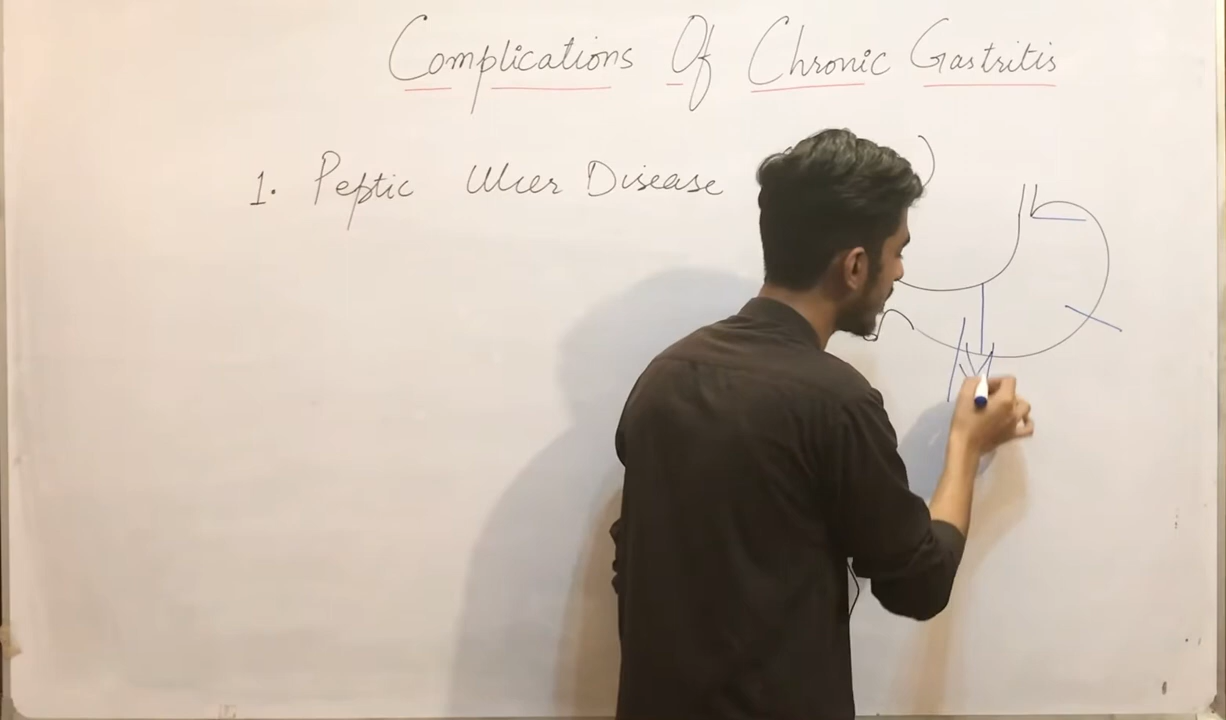 Complications Of Chronic Gastritis
1. Peptic Ulcer Disease